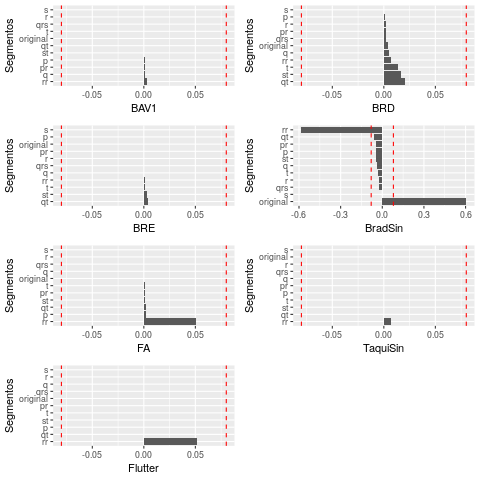 Segmentos
s
r
qrs
t
original
qt
st
p
pr
q
rr
-0.05
0.00
0.05
BAV1
Segmentos
s
p
r
pr
qrs
original
q
rr
t
st
qt
-0.05
0.00
0.05
BRD
Segmentos
s
p
original
pr
r
qrs
q
rr
t
st
qt
-0.05
0.00
0.05
BRE
Segmentos
rr
qt
pr
p
st
q
t
r
qrs
s
original
-0.6
-0.3
0.0
0.3
0.6
BradSin
Segmentos
s
r
qrs
q
original
t
pr
st
qt
p
rr
-0.05
0.00
0.05
FA
Segmentos
s
original
r
qrs
q
pr
p
t
st
qt
rr
-0.05
0.00
0.05
TaquiSin
Segmentos
s
r
q
qrs
original
pr
t
st
p
qt
rr
-0.05
0.00
0.05
Flutter